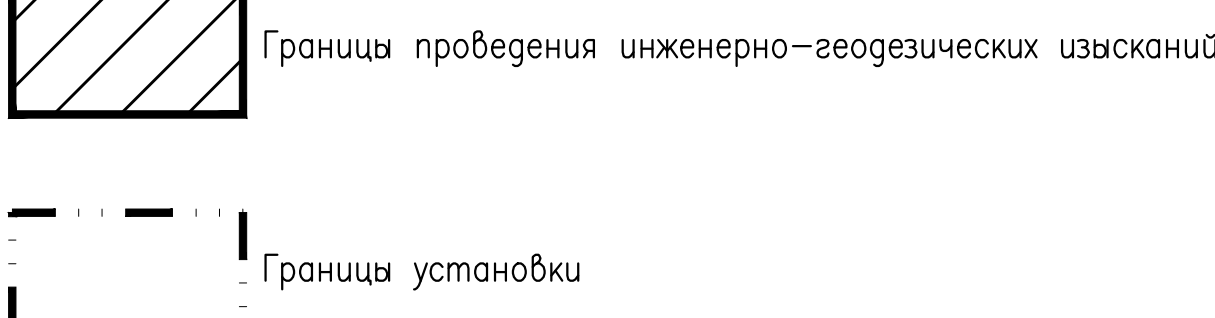 Границы проведения инженерно-геодезических изысканий
Границы установки